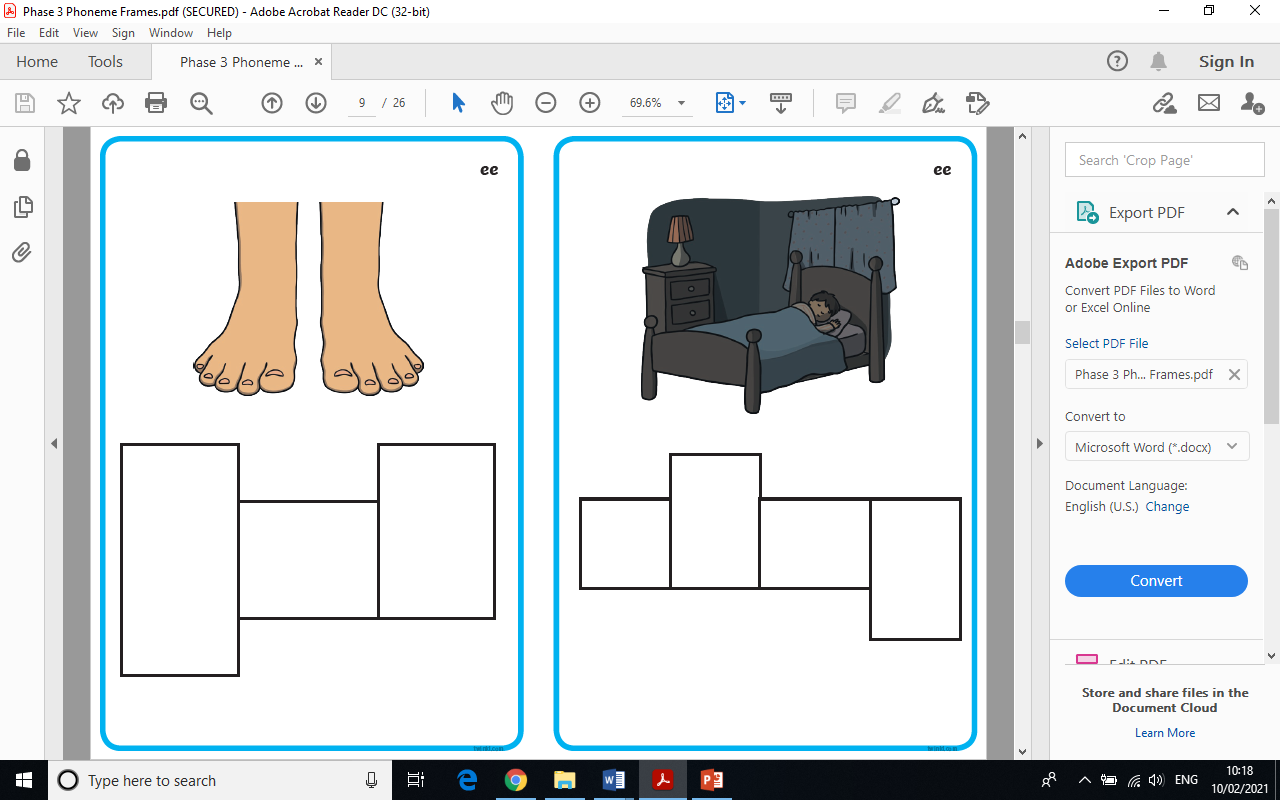 Phase 3 Phoneme Frames.pdf (SECURED) - Adobe Acrobat Reader DC (32-bit)
File Edit View Sign Window Help
Home Tools Phase 3 Phoneme ... × Sign In
9 / 26 69.6%
ee
ee
Search 'Crop Page'
Export PDF
Adobe Export PDF
Convert PDF Files to Word
or Excel Online
Select PDF File
Phase 3 Ph... Frames.pdf
Convert to
Microsoft Word (*.docx)
Document Language:
English (U.S.) Change
Convert
Edit PDF
Store and share files in the
Document Cloud
Learn More
Type here to search
ENG
10:18
10/02/2021